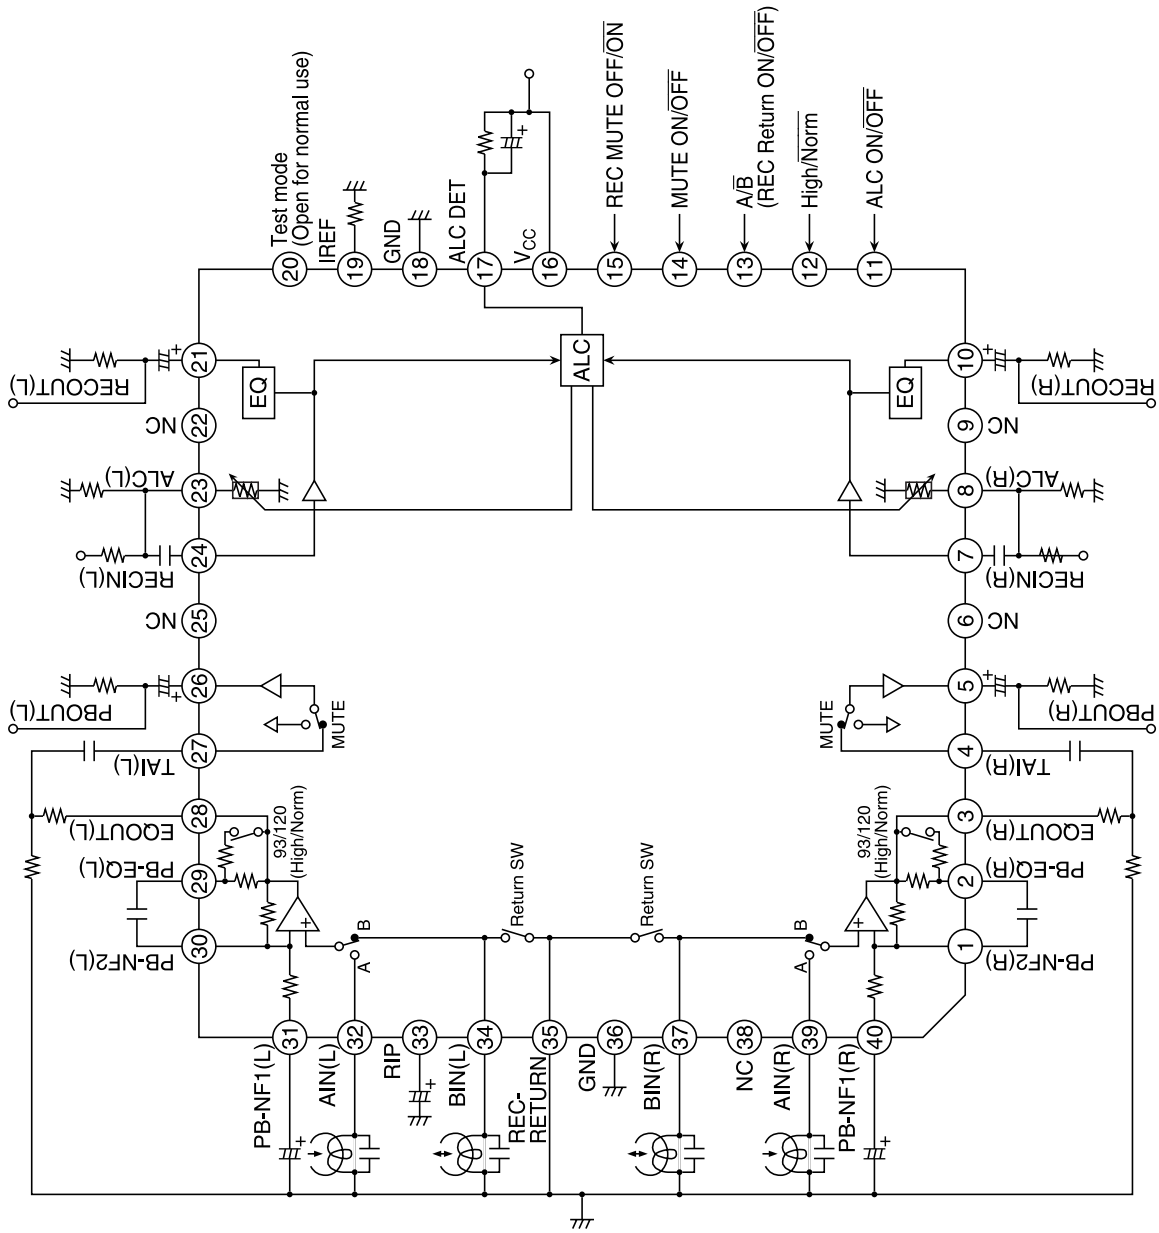 20 Test mode
(Open for normal use)
19 IREF
18 GND
17 ALC DET
16 VCC
15 REC MUTE OFF/ON
14 MUTE ON/OFF
13 A/B
(REC Return ON/OFF)
12 High/Norm
11 ALC ON/OFF
21 RECOUT(L)
22 NC
23 ALC(L)
24 RECIN(L)
25 NC
26 PBOUT(L)
27 TAI(L)
28 EQOUT(L)
29 PB-EQ(L)
30 PB-NF2(L)
EQ
ALC
EQ
10 RECOUT(R)
9 NC
8 ALC(R)
7 RECIN(R)
6 NC
5 PBOUT(R)
4 TAI(R)
3 EQOUT(R)
2 PB-EQ(R)
1 PB-NF2(R)
MUTE
MUTE
93/120
(High/Norm)
93/120
(High/Norm)
+
+
A
B
Return SW
Return SW
A
B
31 PB-NF1(L)
32 AIN(L)
33 RIP
34 BIN(L)
35 REC-
RETURN
36 GND
37 BIN(R)
38 NC
39 AIN(R)
40 PB-NF1(R)
+
+
+
+
+
+
+
+